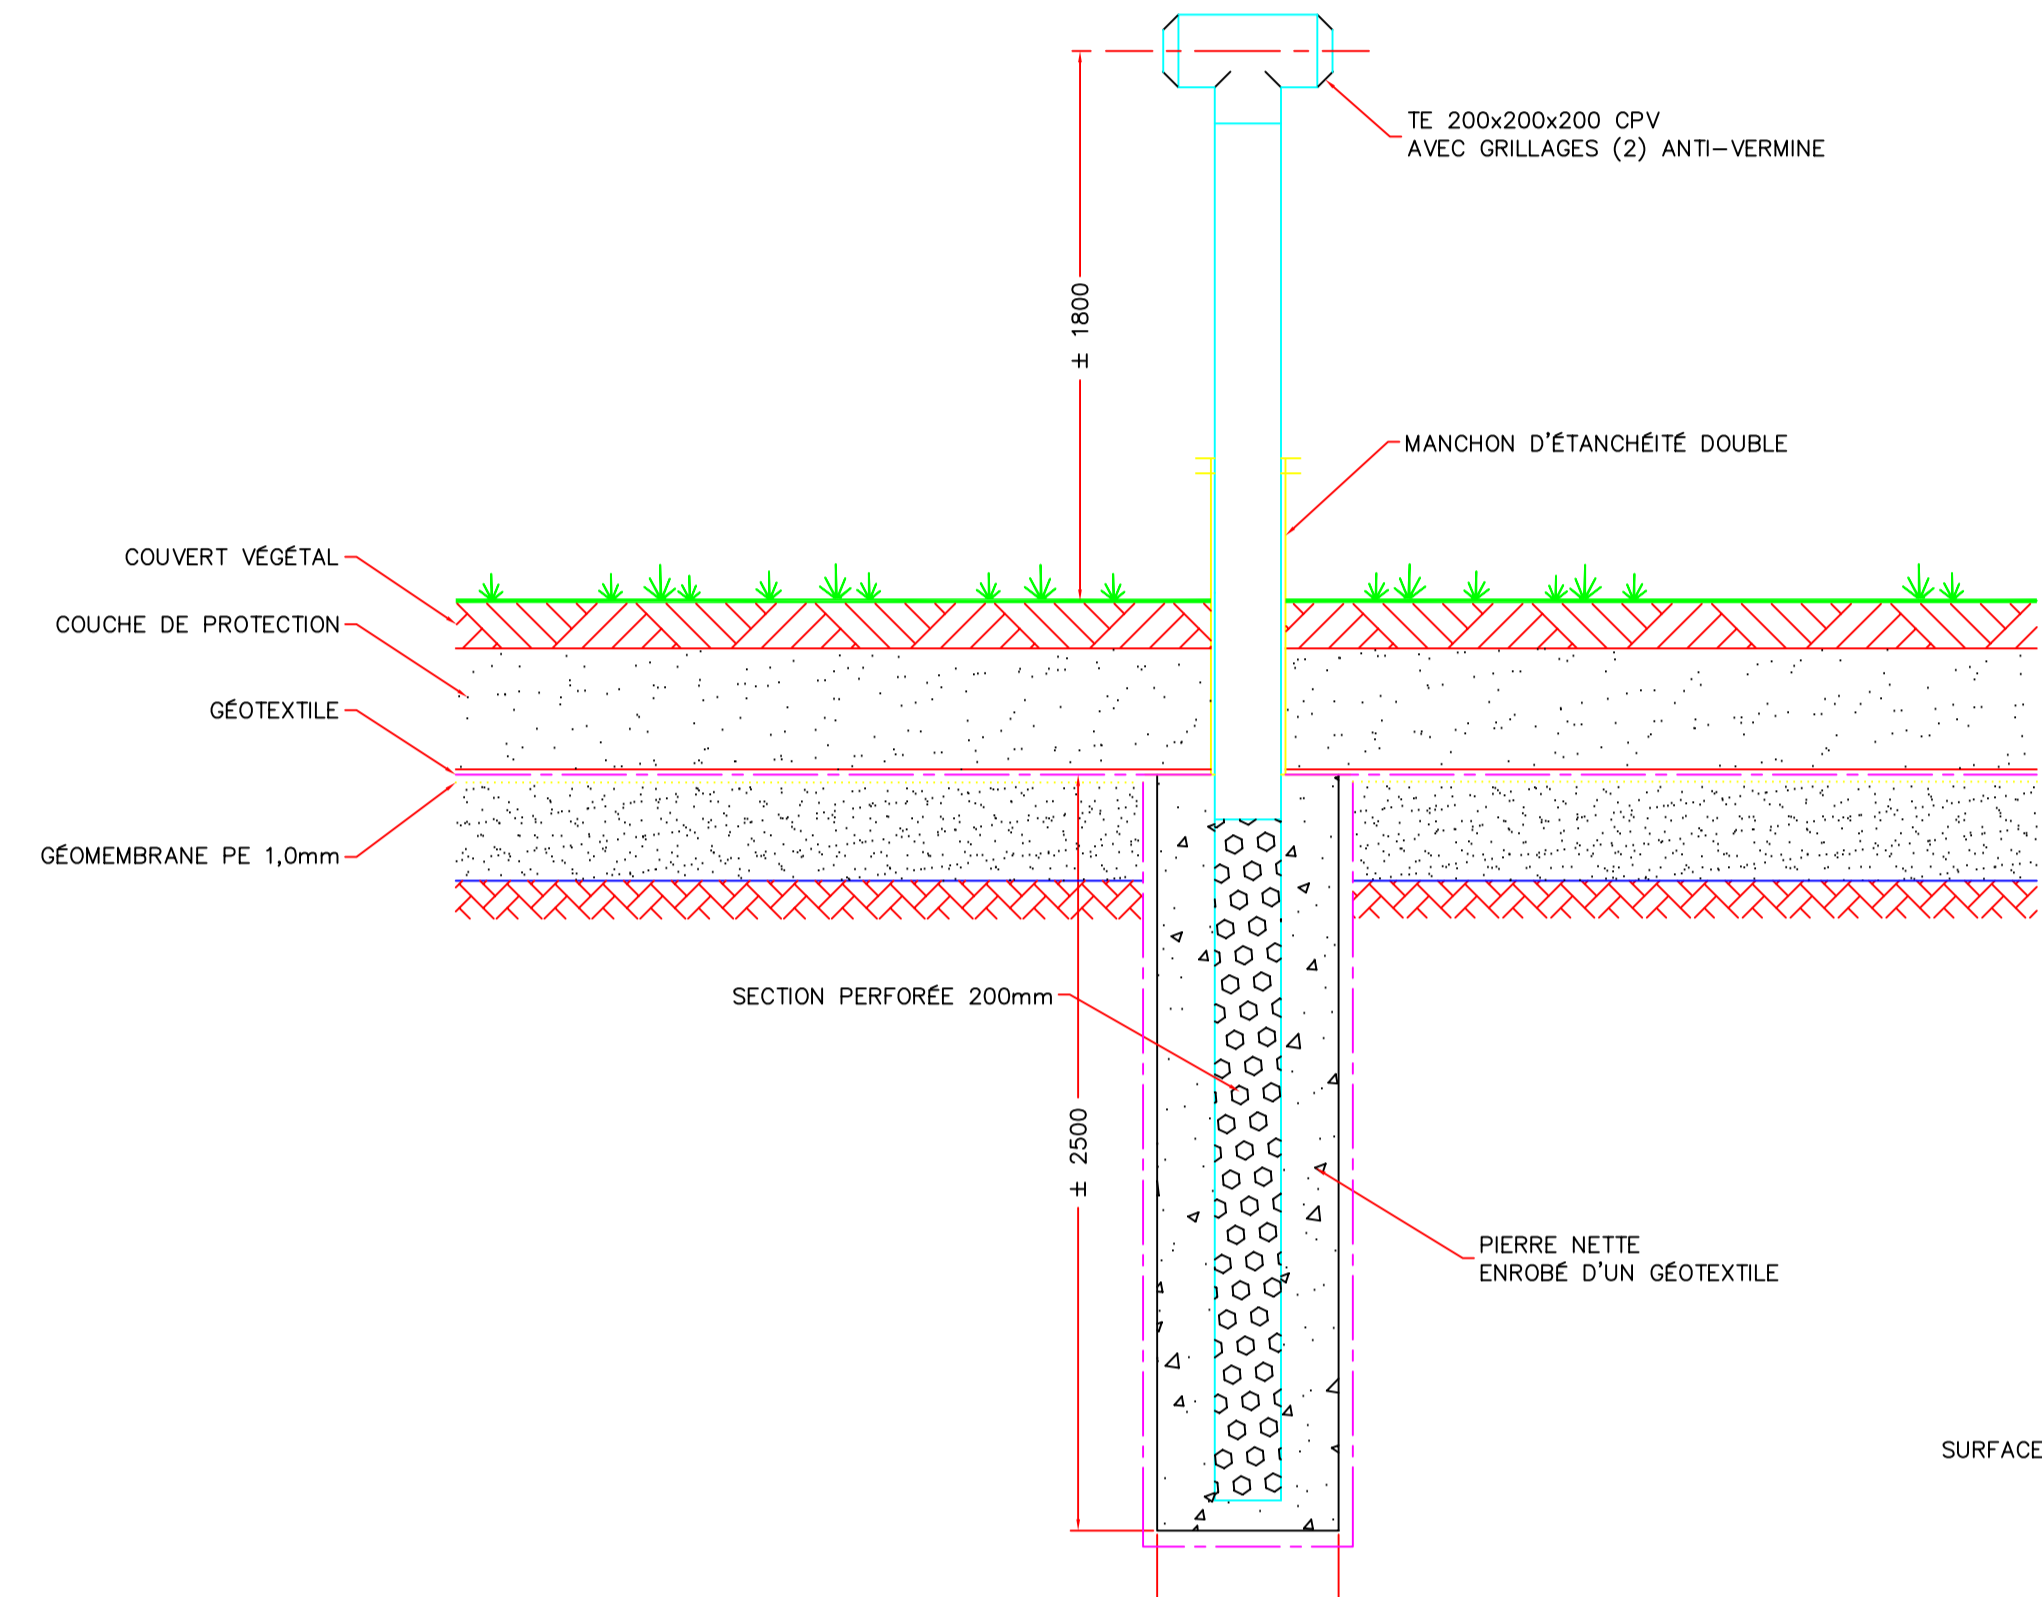 TE 200x200x200 CPV
AVEC GRILLAGES (2) ANTI-VERMINE
± 1800
MANCHON D'ÉTANCHÉITÉ DOUBLE
COUVERT VÉGÉTAL
COUCHE DE PROTECTION
GÉOTEXTILE
GÉOMEMBRANE PE 1,0mm
SECTION PERFORÉE 200mm
± 2500
PIERRE NETTE
ENROBÉ D'UN GÉOTEXTILE
SURFACE